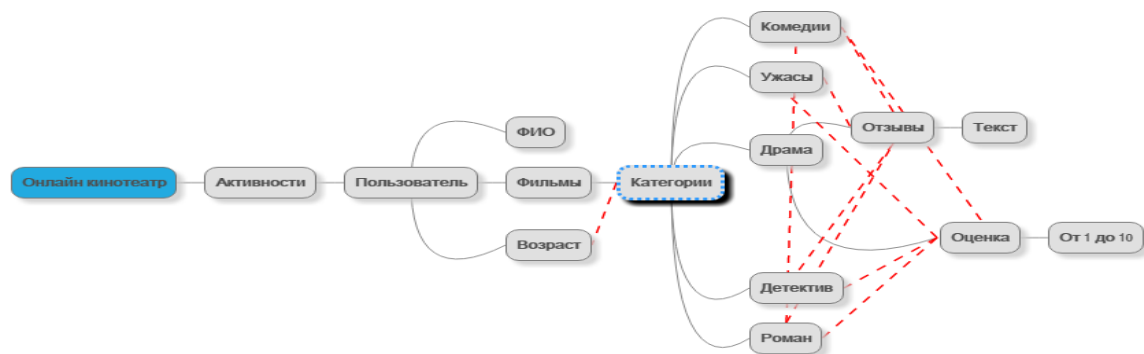 Комедии
Ужасы
ФИО
Отзывы
Текст
Драма
Онлайн кинотеатр
Активности
Пользователь
Фильмы
Категории
Возраст
Оценка
От 1 до 10
Детектив
Роман